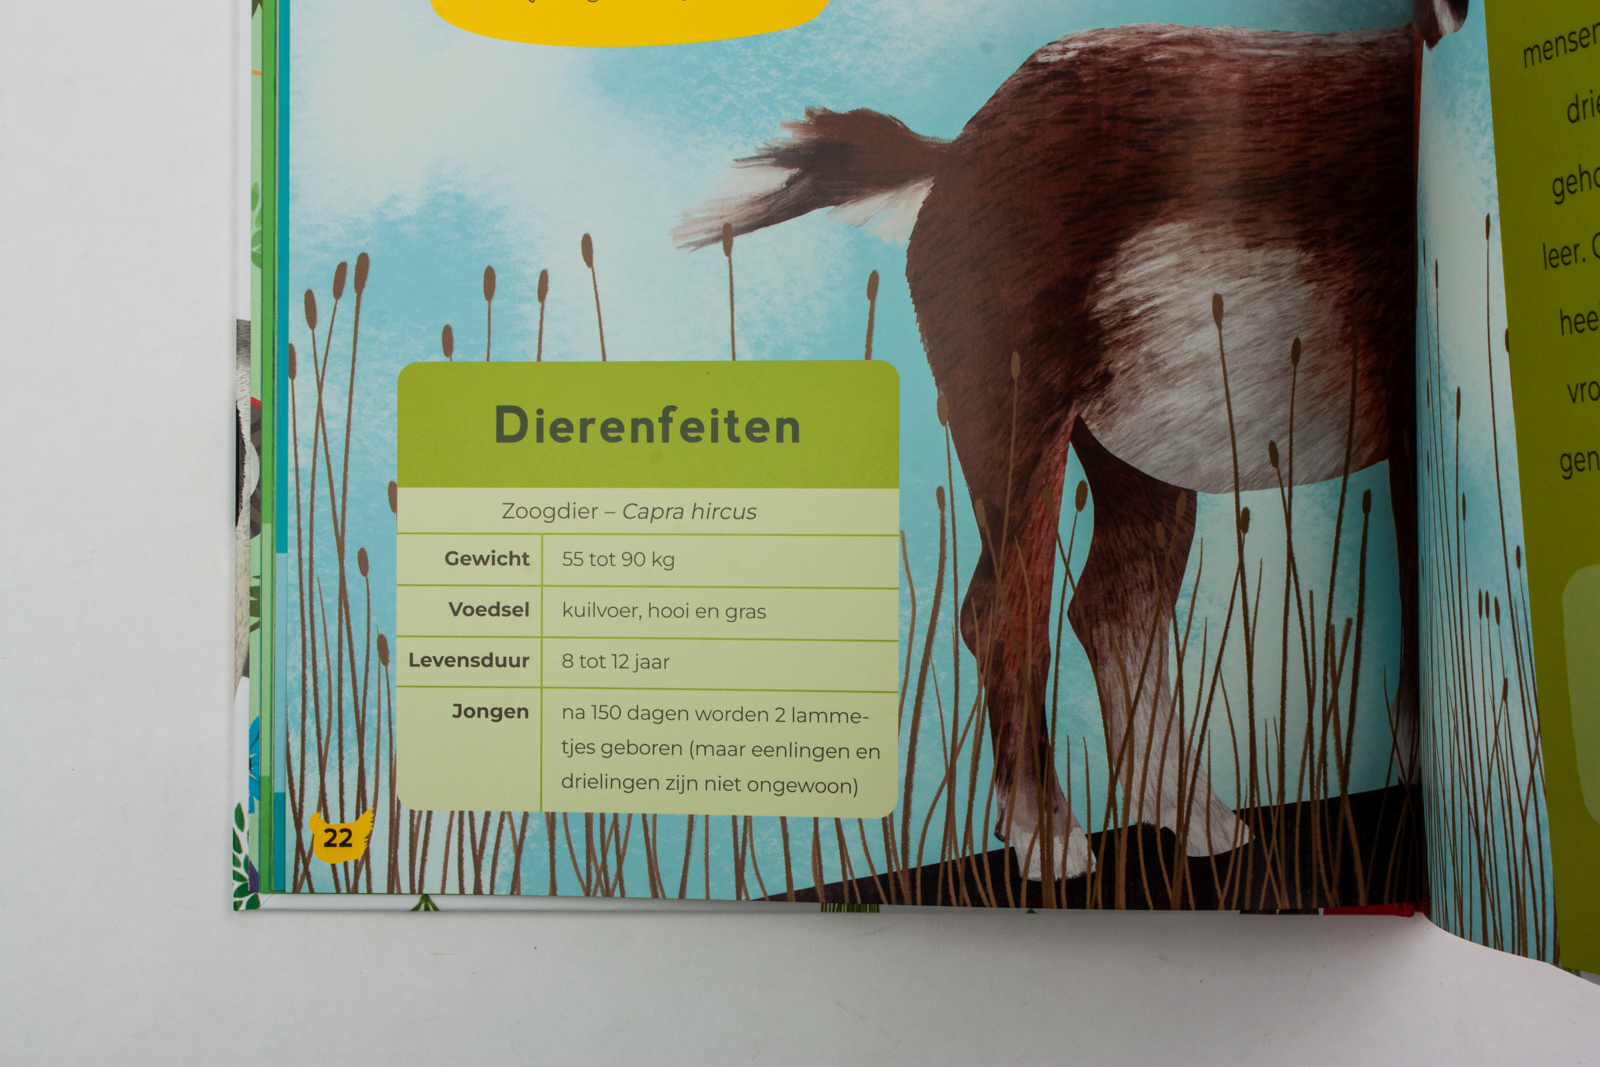 Dierenfeiten
Zoogdier – Capra hircus
Gewicht 55 tot 90 kg
Voedsel kuilvoer, hooi en gras
Levensduur 8 tot 12 jaar
Jongen na 150 dagen worden 2 lamme-
tjes geboren (maar eenlingen en
drielingen zijn niet ongewoon)
22
leer.